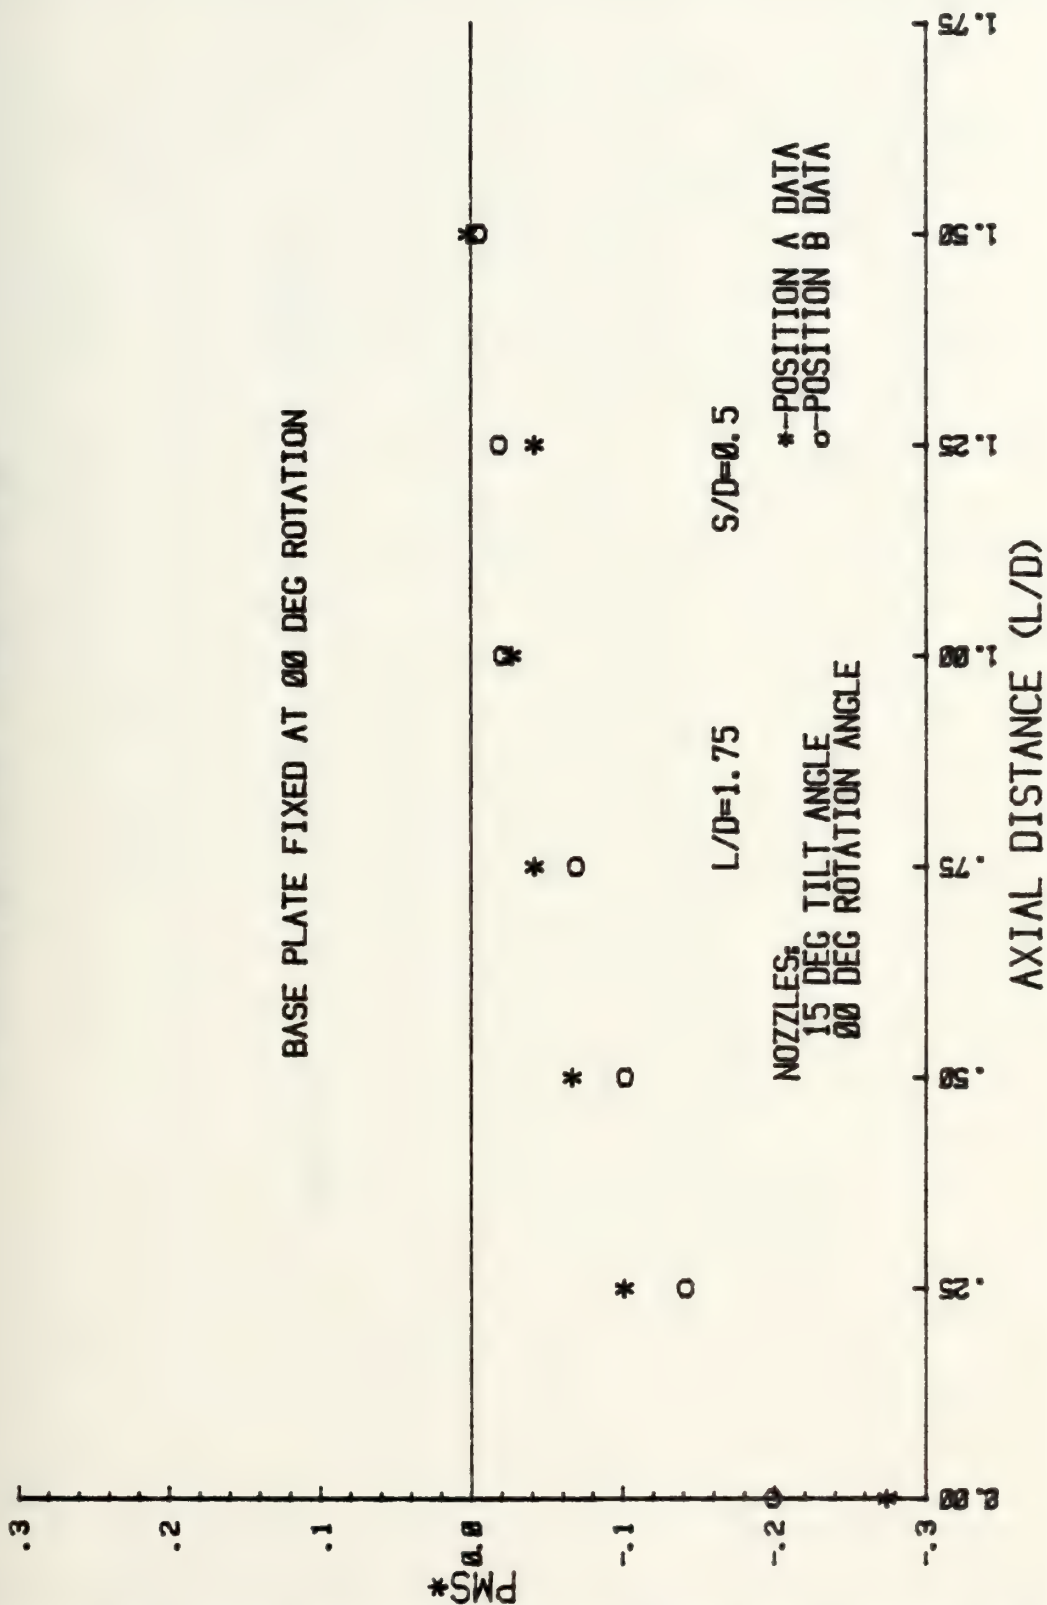 BASE PLATE FIXED AT 00 DEG ROTATION
PMS*
.3
.2
.1
0.0
-.1
-.2
-.3
L/D=1.75
S/D=0.5
NOZZLES:
15 DEG TILT ANGLE
00 DEG ROTATION ANGLE
*-POSITION A DATA
o-POSITION B DATA
0.00
.25
.50
.75
1.00
1.25
1.50
1.75
AXIAL DISTANCE (L/D)